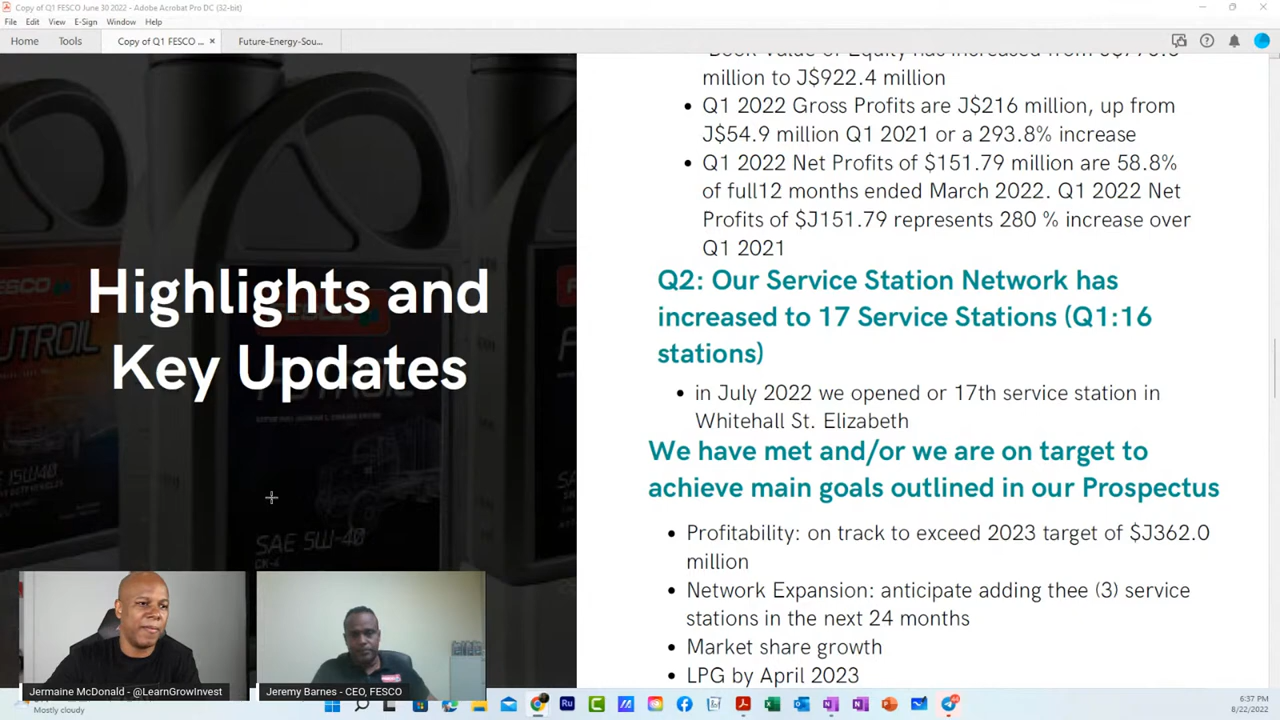 Copy of Q1 FESCO June 30 2022 - Adobe Acrobat Pro DC (32-bit)
File Edit View E-Sign Window Help
Home Tools Copy of Q1 FESCO ... × Future-Energy-Sou...
million to J$922.4 million
• Q1 2022 Gross Profits are J$216 million, up from
J$54.9 million Q1 2021 or a 293.8% increase
• Q1 2022 Net Profits of $151.79 million are 58.8%
of full12 months ended March 2022. Q1 2022 Net
Profits of $J151.79 represents 280 % increase over
Q1 2021
Highlights and
Key Updates
Q2: Our Service Station Network has
increased to 17 Service Stations (Q1:16
stations)
• in July 2022 we opened or 17th service station in
Whitehall St. Elizabeth
We have met and/or we are on target to
achieve main goals outlined in our Prospectus
• Profitability: on track to exceed 2023 target of $J362.0
million
• Network Expansion: anticipate adding thee (3) service
stations in the next 24 months
• Market share growth
• LPG by April 2023
SAE 5W-40
Jermaine McDonald - @LearnGrowInvest
Jeremy Barnes - CEO, FESCO
Mostly cloudy
Ru
6:37 PM
8/22/2022